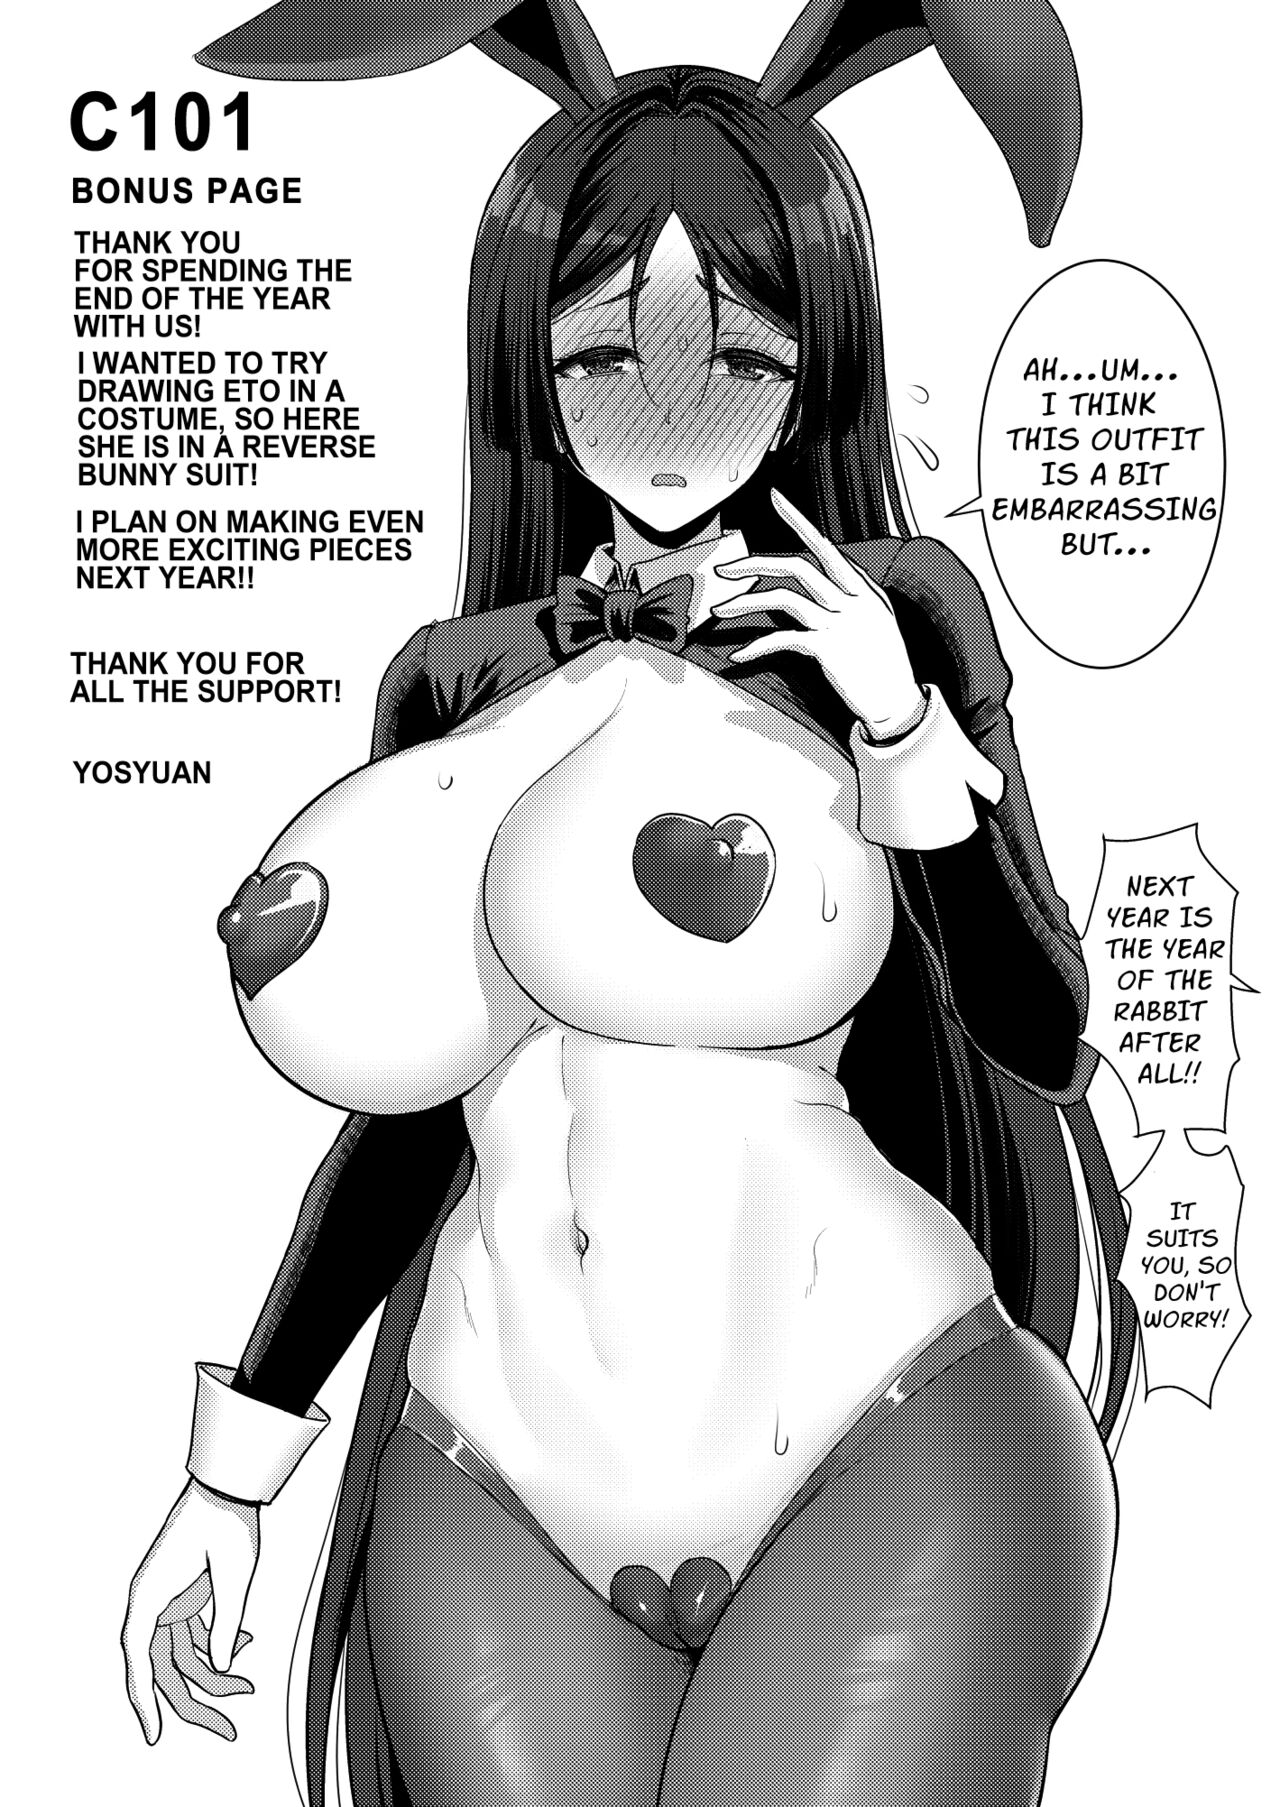 C101
BONUS PAGE
THANK YOU
FOR SPENDING THE
END OF THE YEAR
WITH US!
I WANTED TO TRY
DRAWING ETO IN A
COSTUME, SO HERE
SHE IS IN A REVERSE
BUNNY SUIT!
I PLAN ON MAKING EVEN
MORE EXCITING PIECES
NEXT YEAR!!
THANK YOU FOR
ALL THE SUPPORT!
YOSYUAN
AH...UM...
I THINK
THIS OUTFIT
IS A BIT
EMBARRASSING
BUT...
NEXT
YEAR IS
THE YEAR
OF THE
RABBIT
AFTER
ALL!!
IT
SUITS
YOU, SO
DON'T
WORRY!